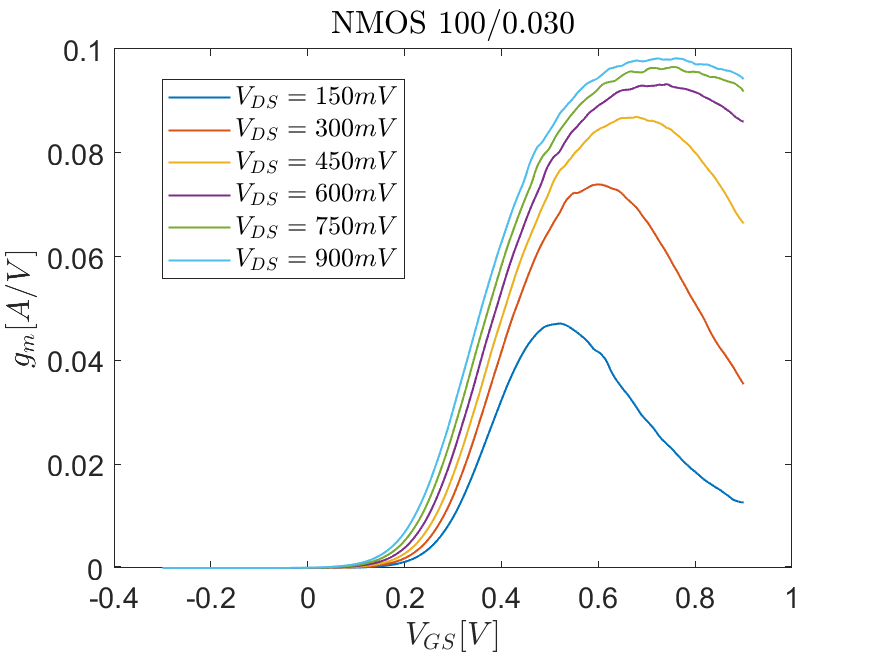 NMOS 100/0.030
0.1
0.08
0.06
0.04
0.02
0
g_m[A/V]
V_DS = 150mV
V_DS = 300mV
V_DS = 450mV
V_DS = 600mV
V_DS = 750mV
V_DS = 900mV
-0.4 -0.2 0 0.2 0.4 0.6 0.8 1
V_GS[V]